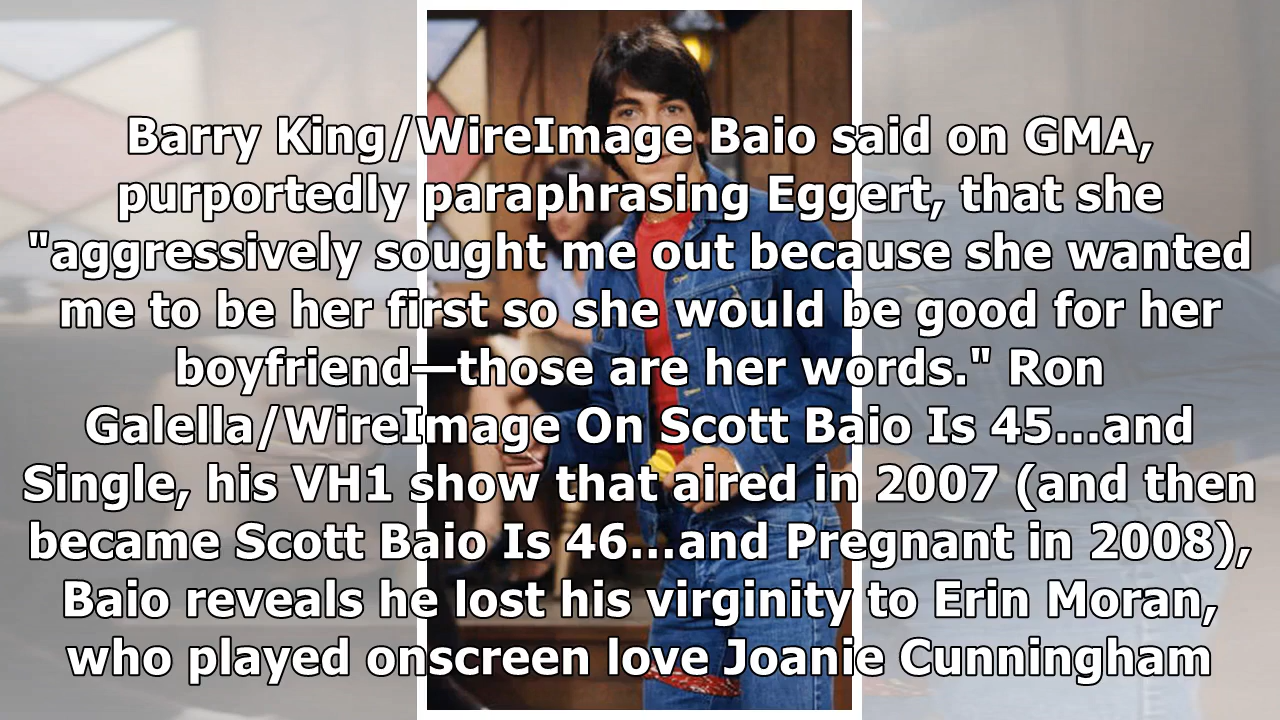 Barry King/WireImage Baio said on GMA,
purportedly paraphrasing Eggert, that she
"aggressively sought me out because she wanted
me to be her first so she would be good for her
boyfriend—those are her words." Ron
Galella/WireImage On Scott Baio Is 45...and
Single, his VH1 show that aired in 2007 (and then
became Scott Baio Is 46...and Pregnant in 2008),
Baio reveals he lost his virginity to Erin Moran,
who played onscreen love Joanie Cunningham